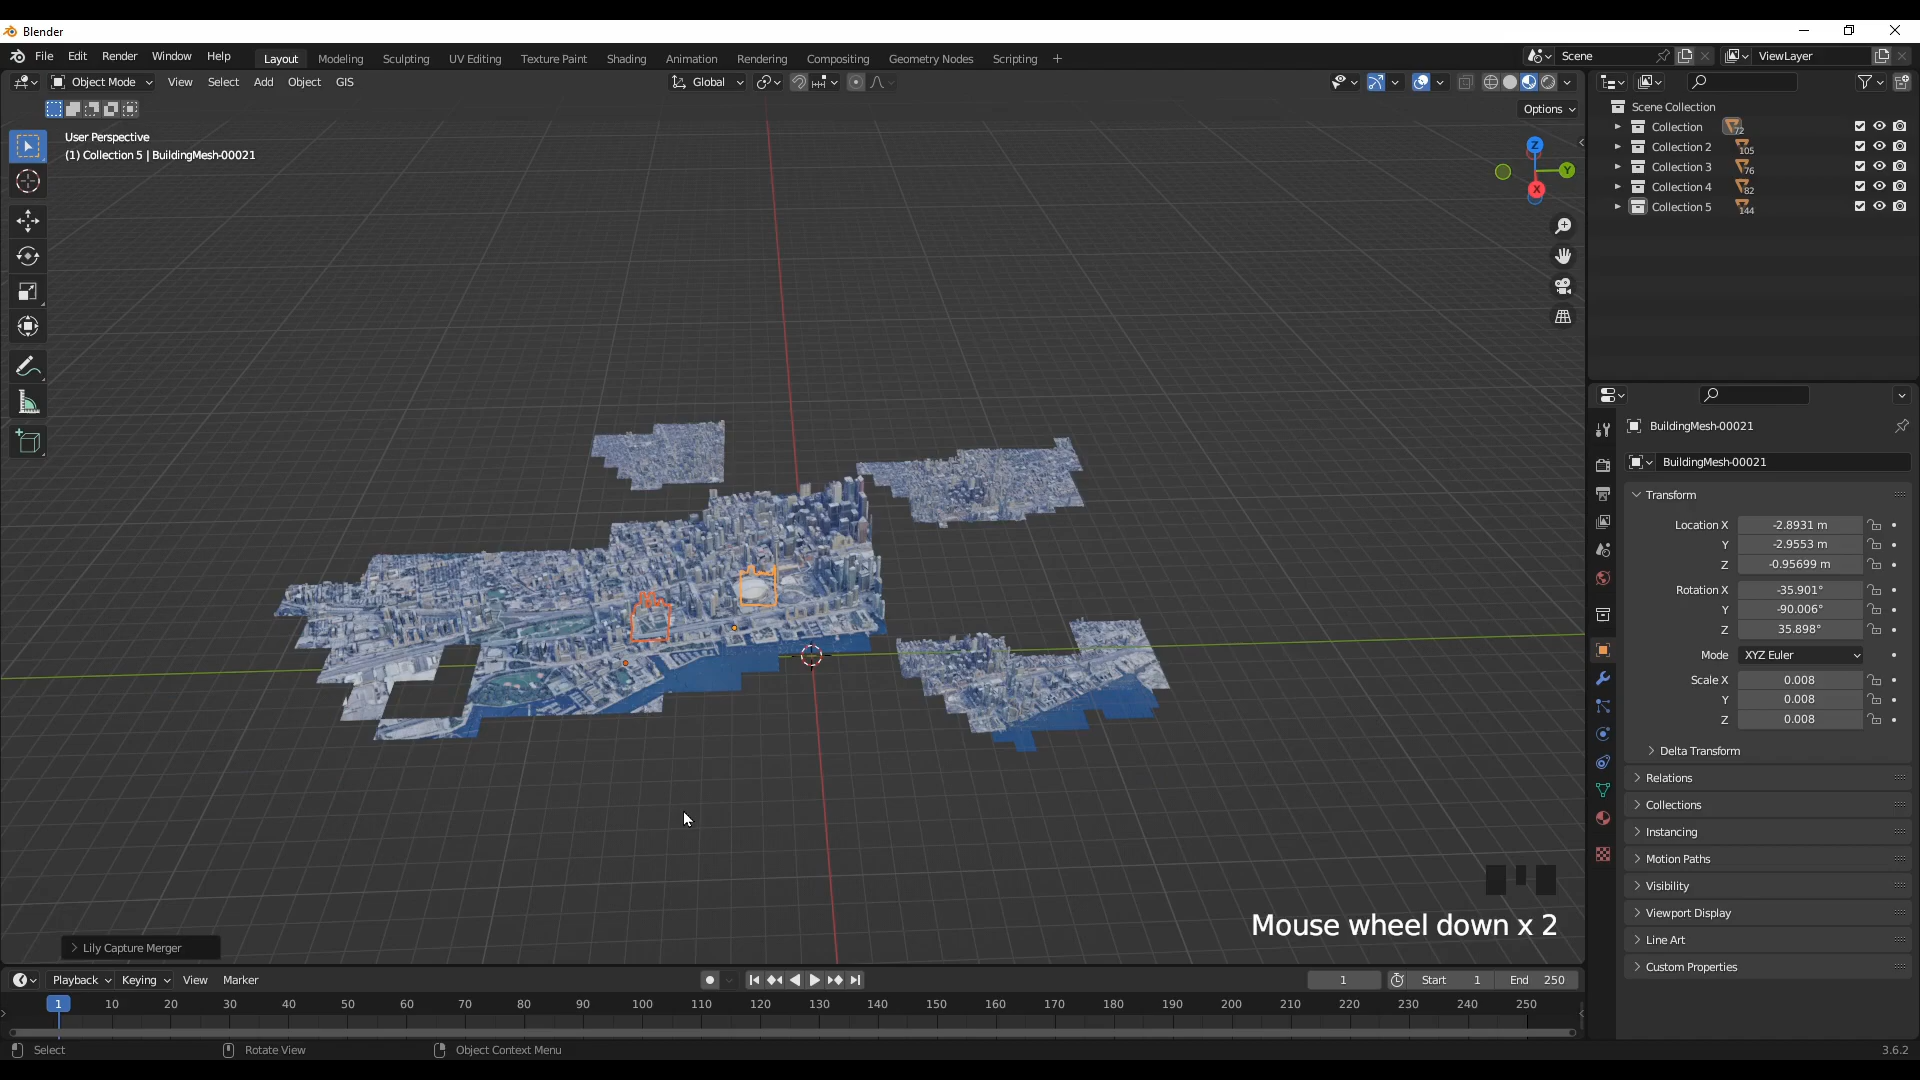 Blender
File Edit Render Window Help Layout Modeling Sculpting UV Editing Texture Paint Shading Animation Rendering Compositing Geometry Nodes Scripting + Scene ViewLayer
Object Mode View Select Add Object GIS Global
Options
User Perspective
(1) Collection 5 | BuildingMesh-00021
Z
Y
X
Scene Collection
Collection 72
Collection 2 105
Collection 3 76
Collection 4 82
Collection 5 144
BuildingMesh-00021
BuildingMesh-00021
Transform
Location X -2.8931 m
Y -2.9553 m
Z -0.95699 m
Rotation X -35.901°
Y -90.006°
Z 35.898°
Mode XYZ Euler
Scale X 0.008
Y 0.008
Z 0.008
Delta Transform
Relations
Collections
Instancing
Motion Paths
Visibility
Viewport Display
Line Art
Custom Properties
Mouse wheel down x 2
Lily Capture Merger
Playback Keying View Marker 1 Start 1 End 250
1 10 20 30 40 50 60 70 80 90 100 110 120 130 140 150 160 170 180 190 200 210 220 230 240 250
Select Rotate View Object Context Menu 3.6.2